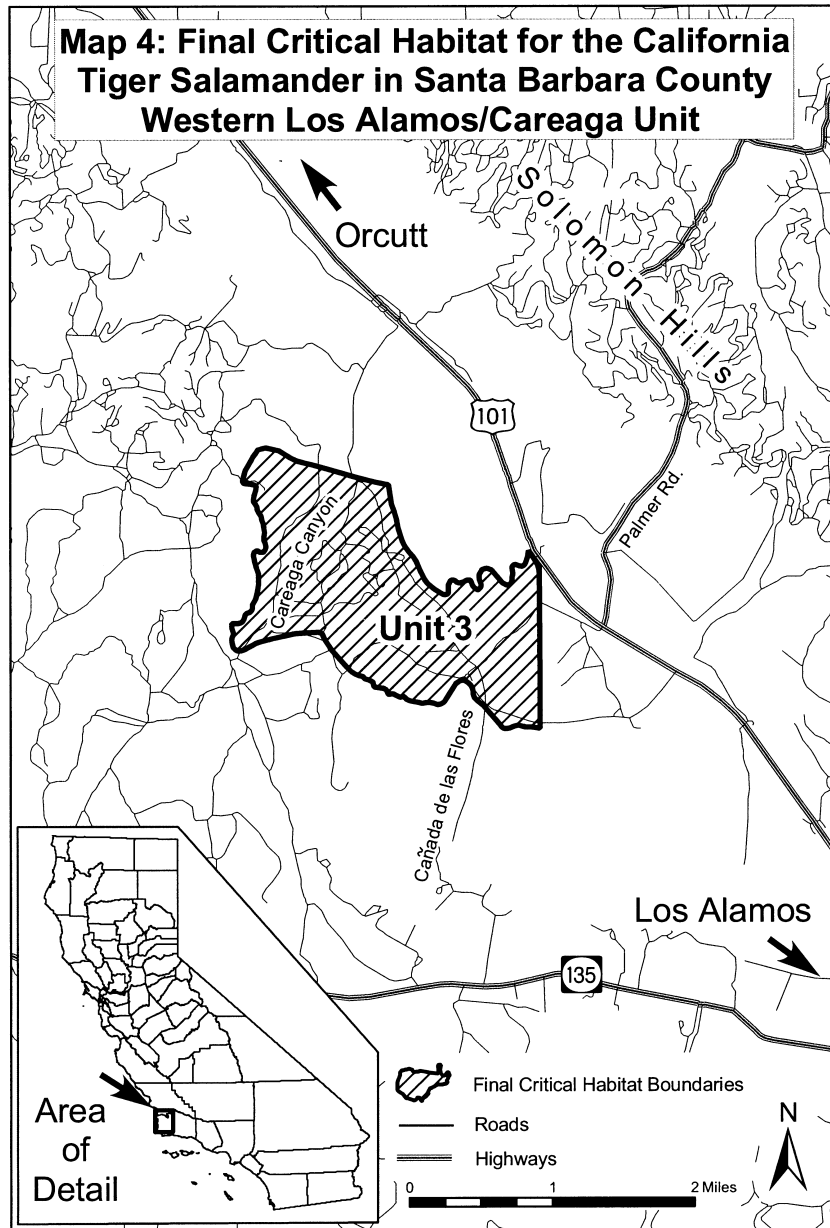 Map 4: Final Critical Habitat for the California
Tiger Salamander in Santa Barbara County
Western Los Alamos/Careaga Unit
Orcutt
Solomon Hills
101
Palmer Rd.
Careaga Canyon
Unit 3
Cañada de las Flores
Los Alamos
135
Area
of
Detail
Final Critical Habitat Boundaries
Roads
Highways
N
0 1 2 Miles